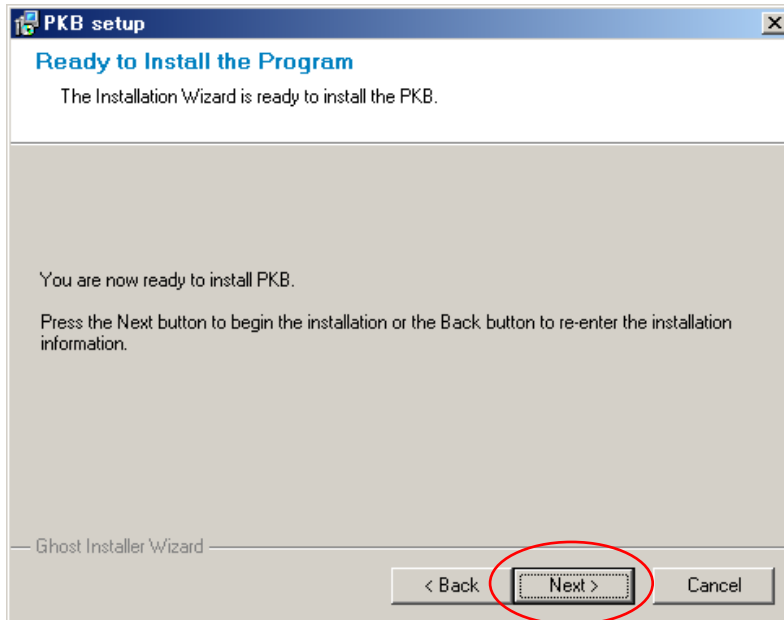 PKB setup
Ready to Install the Program
The Installation Wizard is ready to install the PKB.
You are now ready to install PKB.
Press the Next button to begin the installation or the Back button to re-enter the installation
information.
Ghost Installer Wizard
< Back Next > Cancel